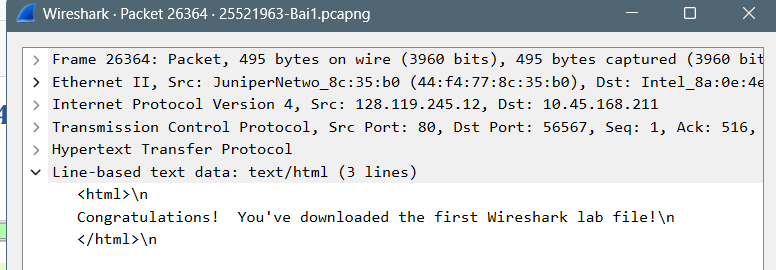 Wireshark · Packet 26364 · 25521963-Bai1.pcapng
Frame 26364: Packet, 495 bytes on wire (3960 bits), 495 bytes captured (3960 bit
Ethernet II, Src: JuniperNetwo_8c:35:b0 (44:f4:77:8c:35:b0), Dst: Intel_8a:0e:4e
Internet Protocol Version 4, Src: 128.119.245.12, Dst: 10.45.168.211
Transmission Control Protocol, Src Port: 80, Dst Port: 56567, Seq: 1, Ack: 516,
Hypertext Transfer Protocol
Line-based text data: text/html (3 lines)
<html>\n
Congratulations!  You've downloaded the first Wireshark lab file!\n
</html>\n